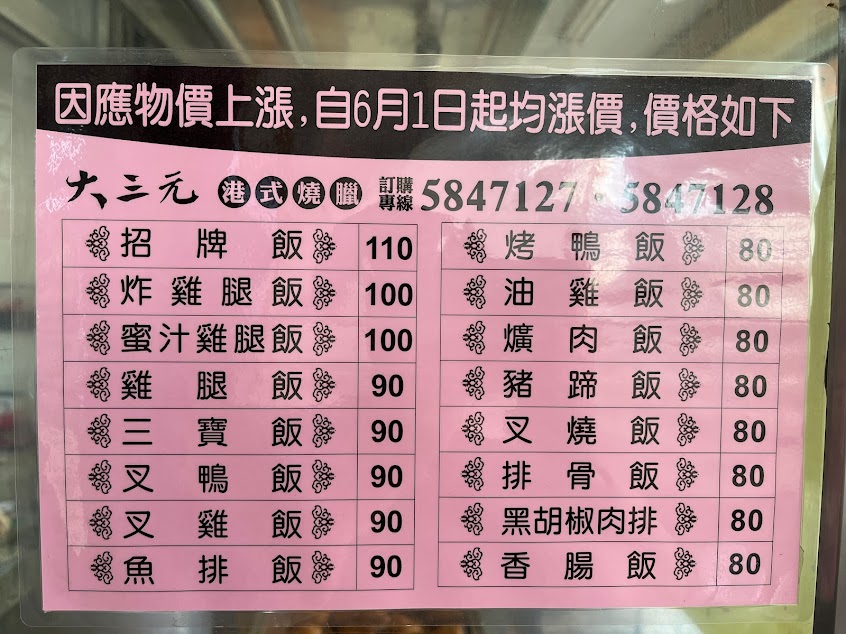 因應物價上漲,自6月1日起均漲價,價格如下
大三元 港式燒臘 訂購專線 5847127·5847128
招牌飯 110
炸雞腿飯 100
蜜汁雞腿飯 100
雞腿飯 90
三寶飯 90
叉鴨飯 90
叉雞飯 90
魚排飯 90
烤鴨飯 80
油雞飯 80
爌肉飯 80
豬蹄飯 80
叉燒飯 80
排骨飯 80
黑胡椒肉排 80
香腸飯 80